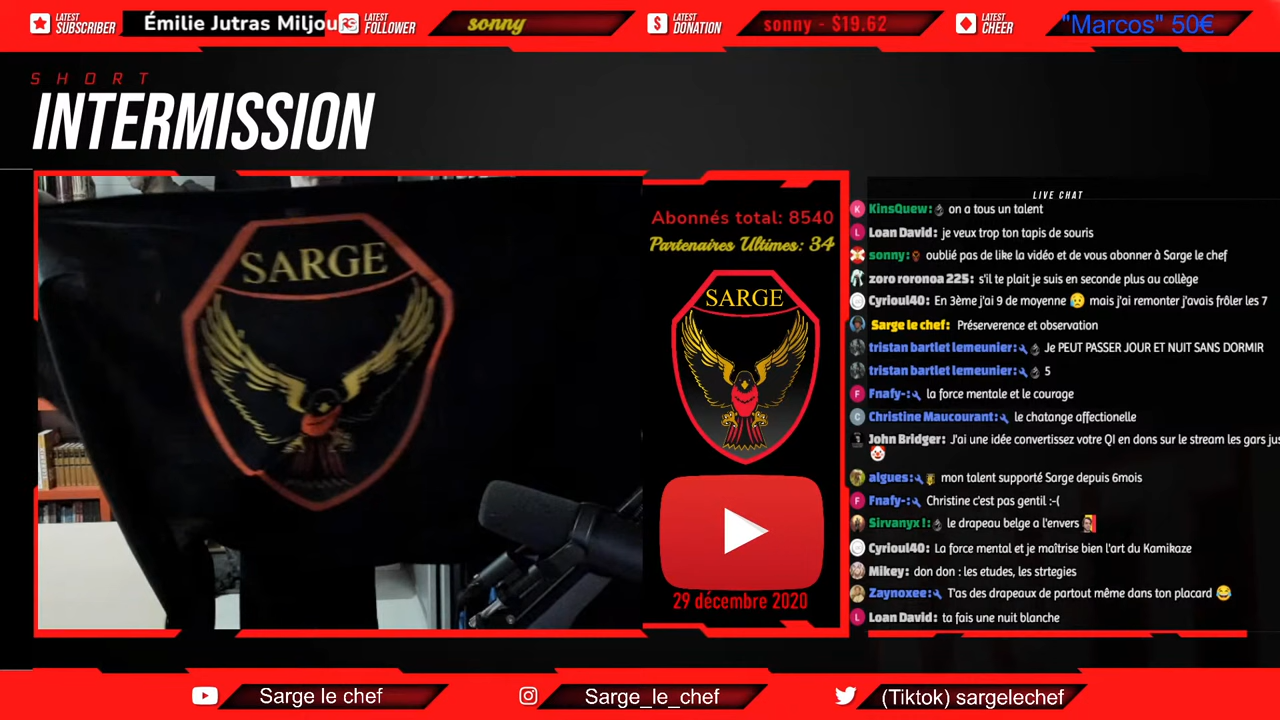 LATEST
SUBSCRIBER
Émilie Jutras Miljou
LATEST
FOLLOWER
sonny
LATEST
DONATION
sonny - $19.62
LATEST
CHEER
"Marcos" 50€
SHORT
INTERMISSION
SARGE
Abonnés total: 8540
Partenaires Ultimes: 34
SARGE
29 décembre 2020
LIVE CHAT
KinsQuew: on a tous un talent
Loan David: je veux trop ton tapis de souris
sonny: oublié pas de like la vidéo et de vous abonner à Sarge le chef
zoro roronoa 225: s'il te plait je suis en seconde plus au collège
Cyrioul40: En 3ème j'ai 9 de moyenne 😥 mais j'ai remonter j'avais frôler les 7
Sarge le chef: Préserverence et observation
tristan bartlet lemeunier: Je PEUT PASSER JOUR ET NUIT SANS DORMIR
tristan bartlet lemeunier: 5
Fnafy-: la force mentale et le courage
Christine Maucourant: le chatange affectionelle
John Bridger: J'ai une idée convertissez votre QI en dons sur le stream les gars jus
🤡
algues: mon talent supporté Sarge depuis 6mois
Fnafy-: Christine c'est pas gentil :-(
Sirvanyx !: le drapeau belge a l'envers
Cyrioul40: La force mental et je maîtrise bien l'art du Kamikaze
Mikey: don don : les etudes, les strtegies
Zaynoxee: T'as des drapeaux de partout même dans ton placard 😂
Loan David: ta fais une nuit blanche
Sarge le chef
Sarge_le_chef
(Tiktok) sargelechef